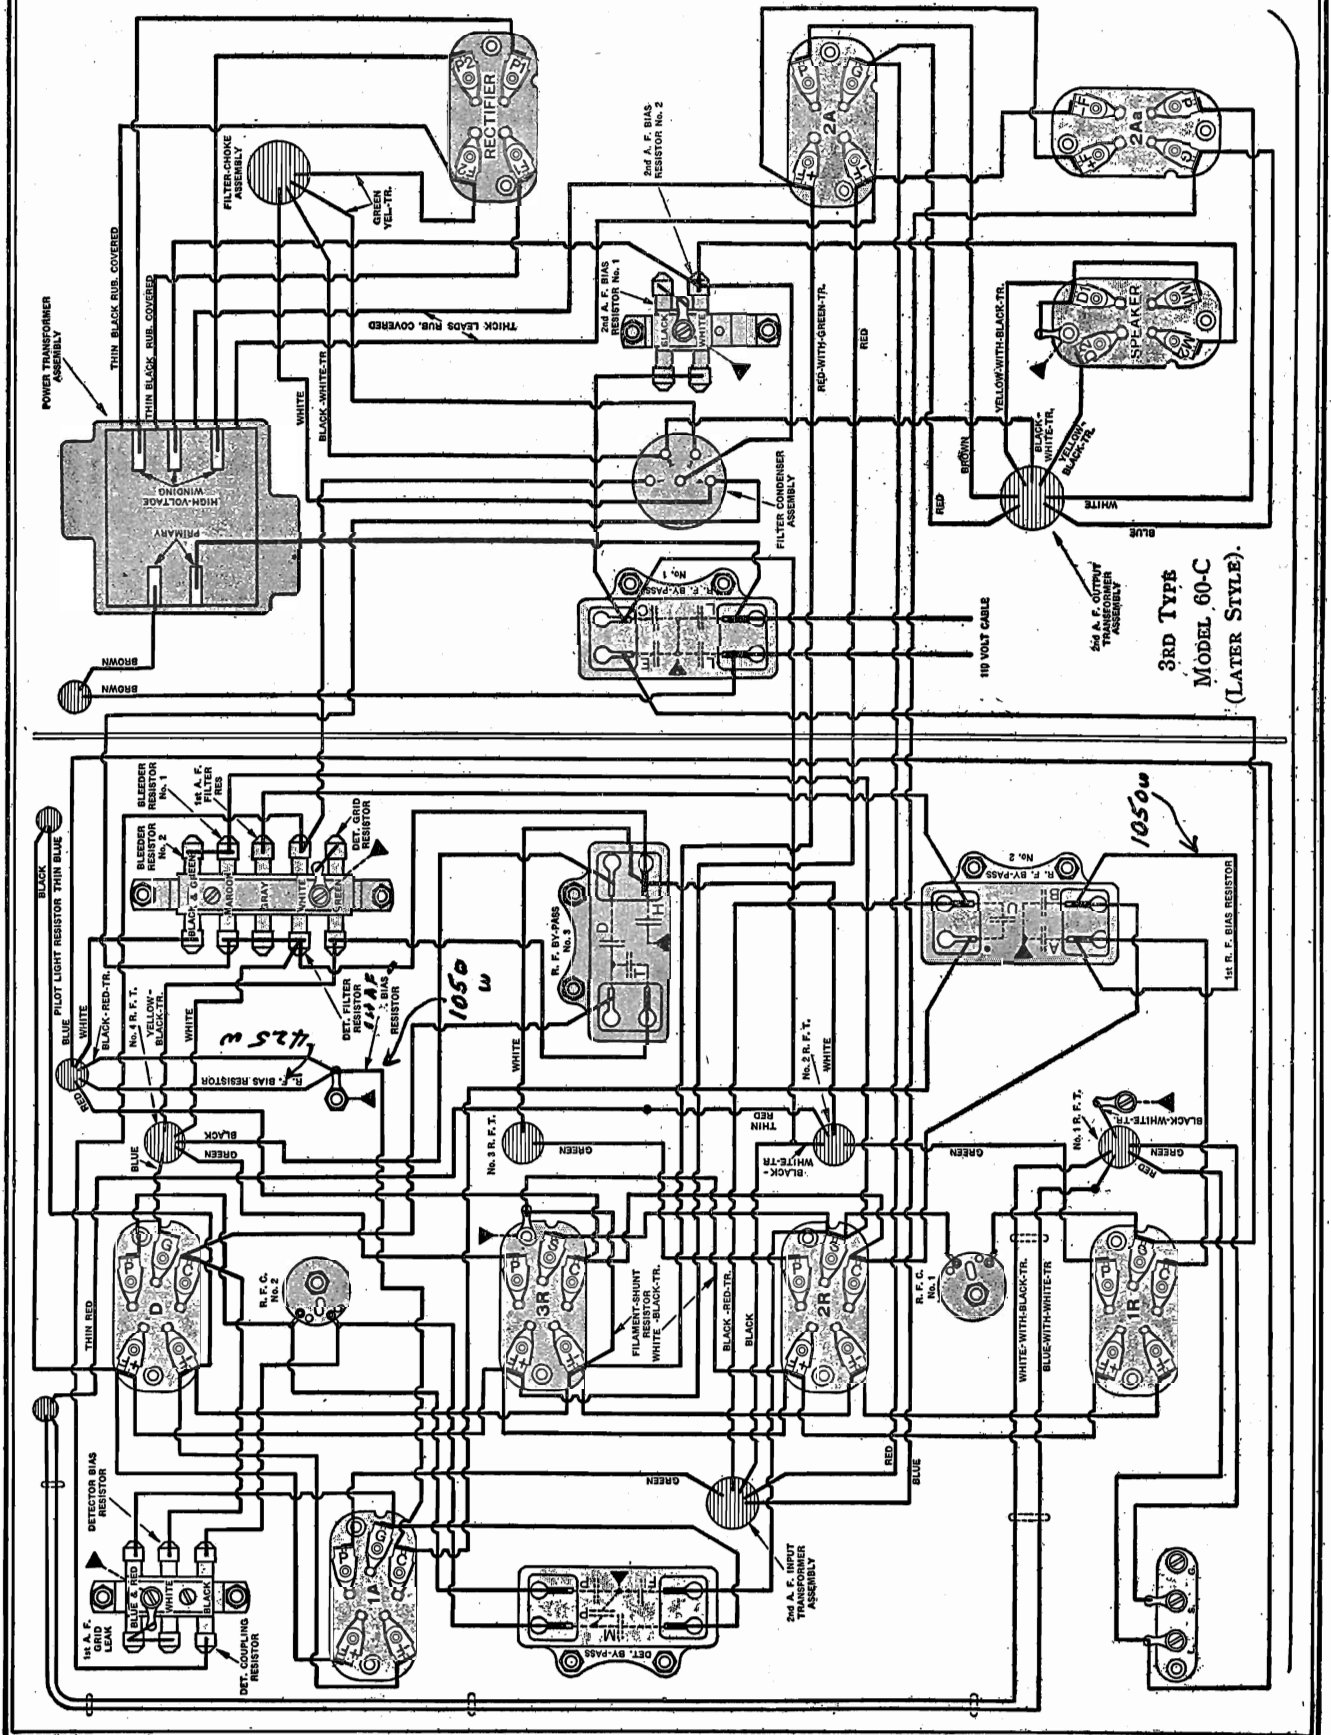 POWER TRANSFORMER
ASSEMBLY
THIN BLACK RUB. COVERED
THIN BLACK RUB. COVERED
FILTER-CHOKE
ASSEMBLY
GREEN
YEL-TR.
RECTIFIER
P2
P1
2nd A. F. BIAS
RESISTOR No. 2
2nd A. F. BIAS
RESISTOR No. 1
BLACK
WHITE
THICK LEADS RUB. COVERED
WHITE
BLACK-WHITE-TR
HIGH-VOLTAGE
WINDING
PRIMARY
BROWN
BROWN
2A
P
G
F+
2Aa
P
G
F+
SPEAKER
D1
D2
M2
RED-WITH-GREEN-TR.
RED
YELLOW-WITH-BLACK-TR.
BROWN
BLACK-
WHITE-TR,
YELLOW-
BLACK-TR.
RED
WHITE
BLUE
FILTER CONDENSER
ASSEMBLY
R. F. BY-PASS
No. 1
C
E
L
L
110 VOLT CABLE
2nd A. F. OUTPUT
TRANSFORMER
ASSEMBLY
3RD TYPE
MODEL 60-C
(LATER STYLE).
BLACK
PILOT LIGHT RESISTOR THIN BLUE
BLEEDER
RESISTOR
No. 1
1st A. F.
FILTER
RES
BLEEDER
RESISTOR
No. 2
DET. GRID
RESISTOR
BLACK & GREEN
MAROON
GRAY
WHITE
GREEN
BLUE
WHITE
BLACK-RED-TR.
No. 4 R. F. T.
YELLOW-
BLACK-TR.
WHITE
DET. FILTER
RESISTOR
BIAS
RESISTOR
1050
W
425 W
R. F. BIAS RESISTOR
R. F. BY-PASS
No. 3
D
H
T
R. F. BY-PASS
No. 2
U
B
A
1050W
1st R. F. BIAS RESISTOR
RED
BLUE
BLACK
GREEN
WHITE
No. 3 R. F. T.
GREEN
No. 2 R. F. T.
WHITE
THIN
RED
BLACK-
WHITE-TR
GREEN
No. 1 R. F. T.
BLACK-WHITE-TR.
GREEN
RED
THIN RED
D
P
G
C
F+
R. F. C.
No. 2
3R
P
G
C
F+
FILAMENT-SHUNT
RESISTOR
WHITE-BLACK-TR.
BLACK-RED-TR.
BLACK
2R
P
G
C
F+
R. F. C.
No. 1
WHITE-WITH-BLACK-TR.
BLUE-WITH-WHITE-TR
1R
P
G
C
F+
DETECTOR BIAS
RESISTOR
1st A. F.
GRID
LEAK
BLUE & RED
WHITE
BLACK
DET. COUPLING
RESISTOR
1A
P
G
C
F+
GREEN
RED
BLUE
DET. BY-PASS
M
P
F
2nd A. F. INPUT
TRANSFORMER
ASSEMBLY
L.
S.
G.